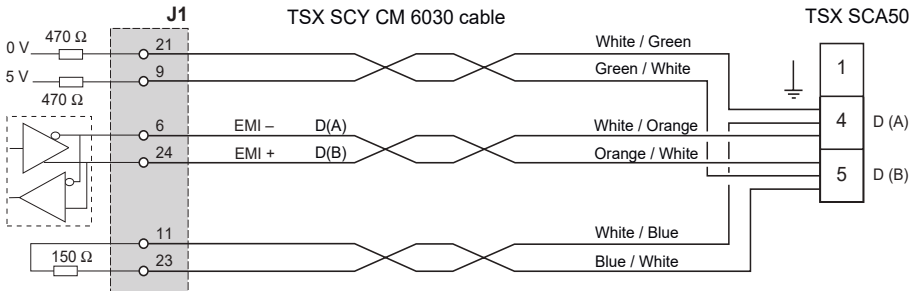 J1 TSX SCY CM 6030 cable TSX SCA50
0 V 470 Ω 21 White / Green
5 V 470 Ω 9 Green / White
1
6 EMI – D(A) White / Orange 4 D (A)
24 EMI + D(B) Orange / White 5 D (B)
11 White / Blue
150 Ω 23 Blue / White